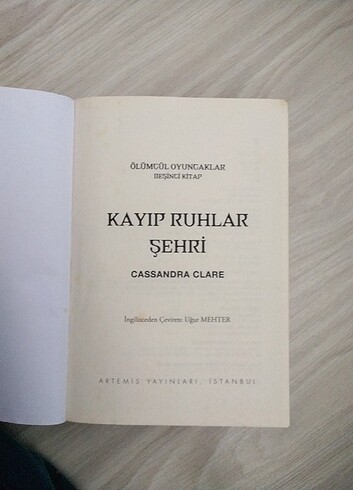 ÖLÜMCÜL OYUNCAKLAR
BEŞİNCİ KİTAP
KAYIP RUHLAR
ŞEHRİ
CASSANDRA CLARE
İngilizceden Çeviren: Uğur MEHTER
ARTEMİS YAYINLARI, İSTANBUL